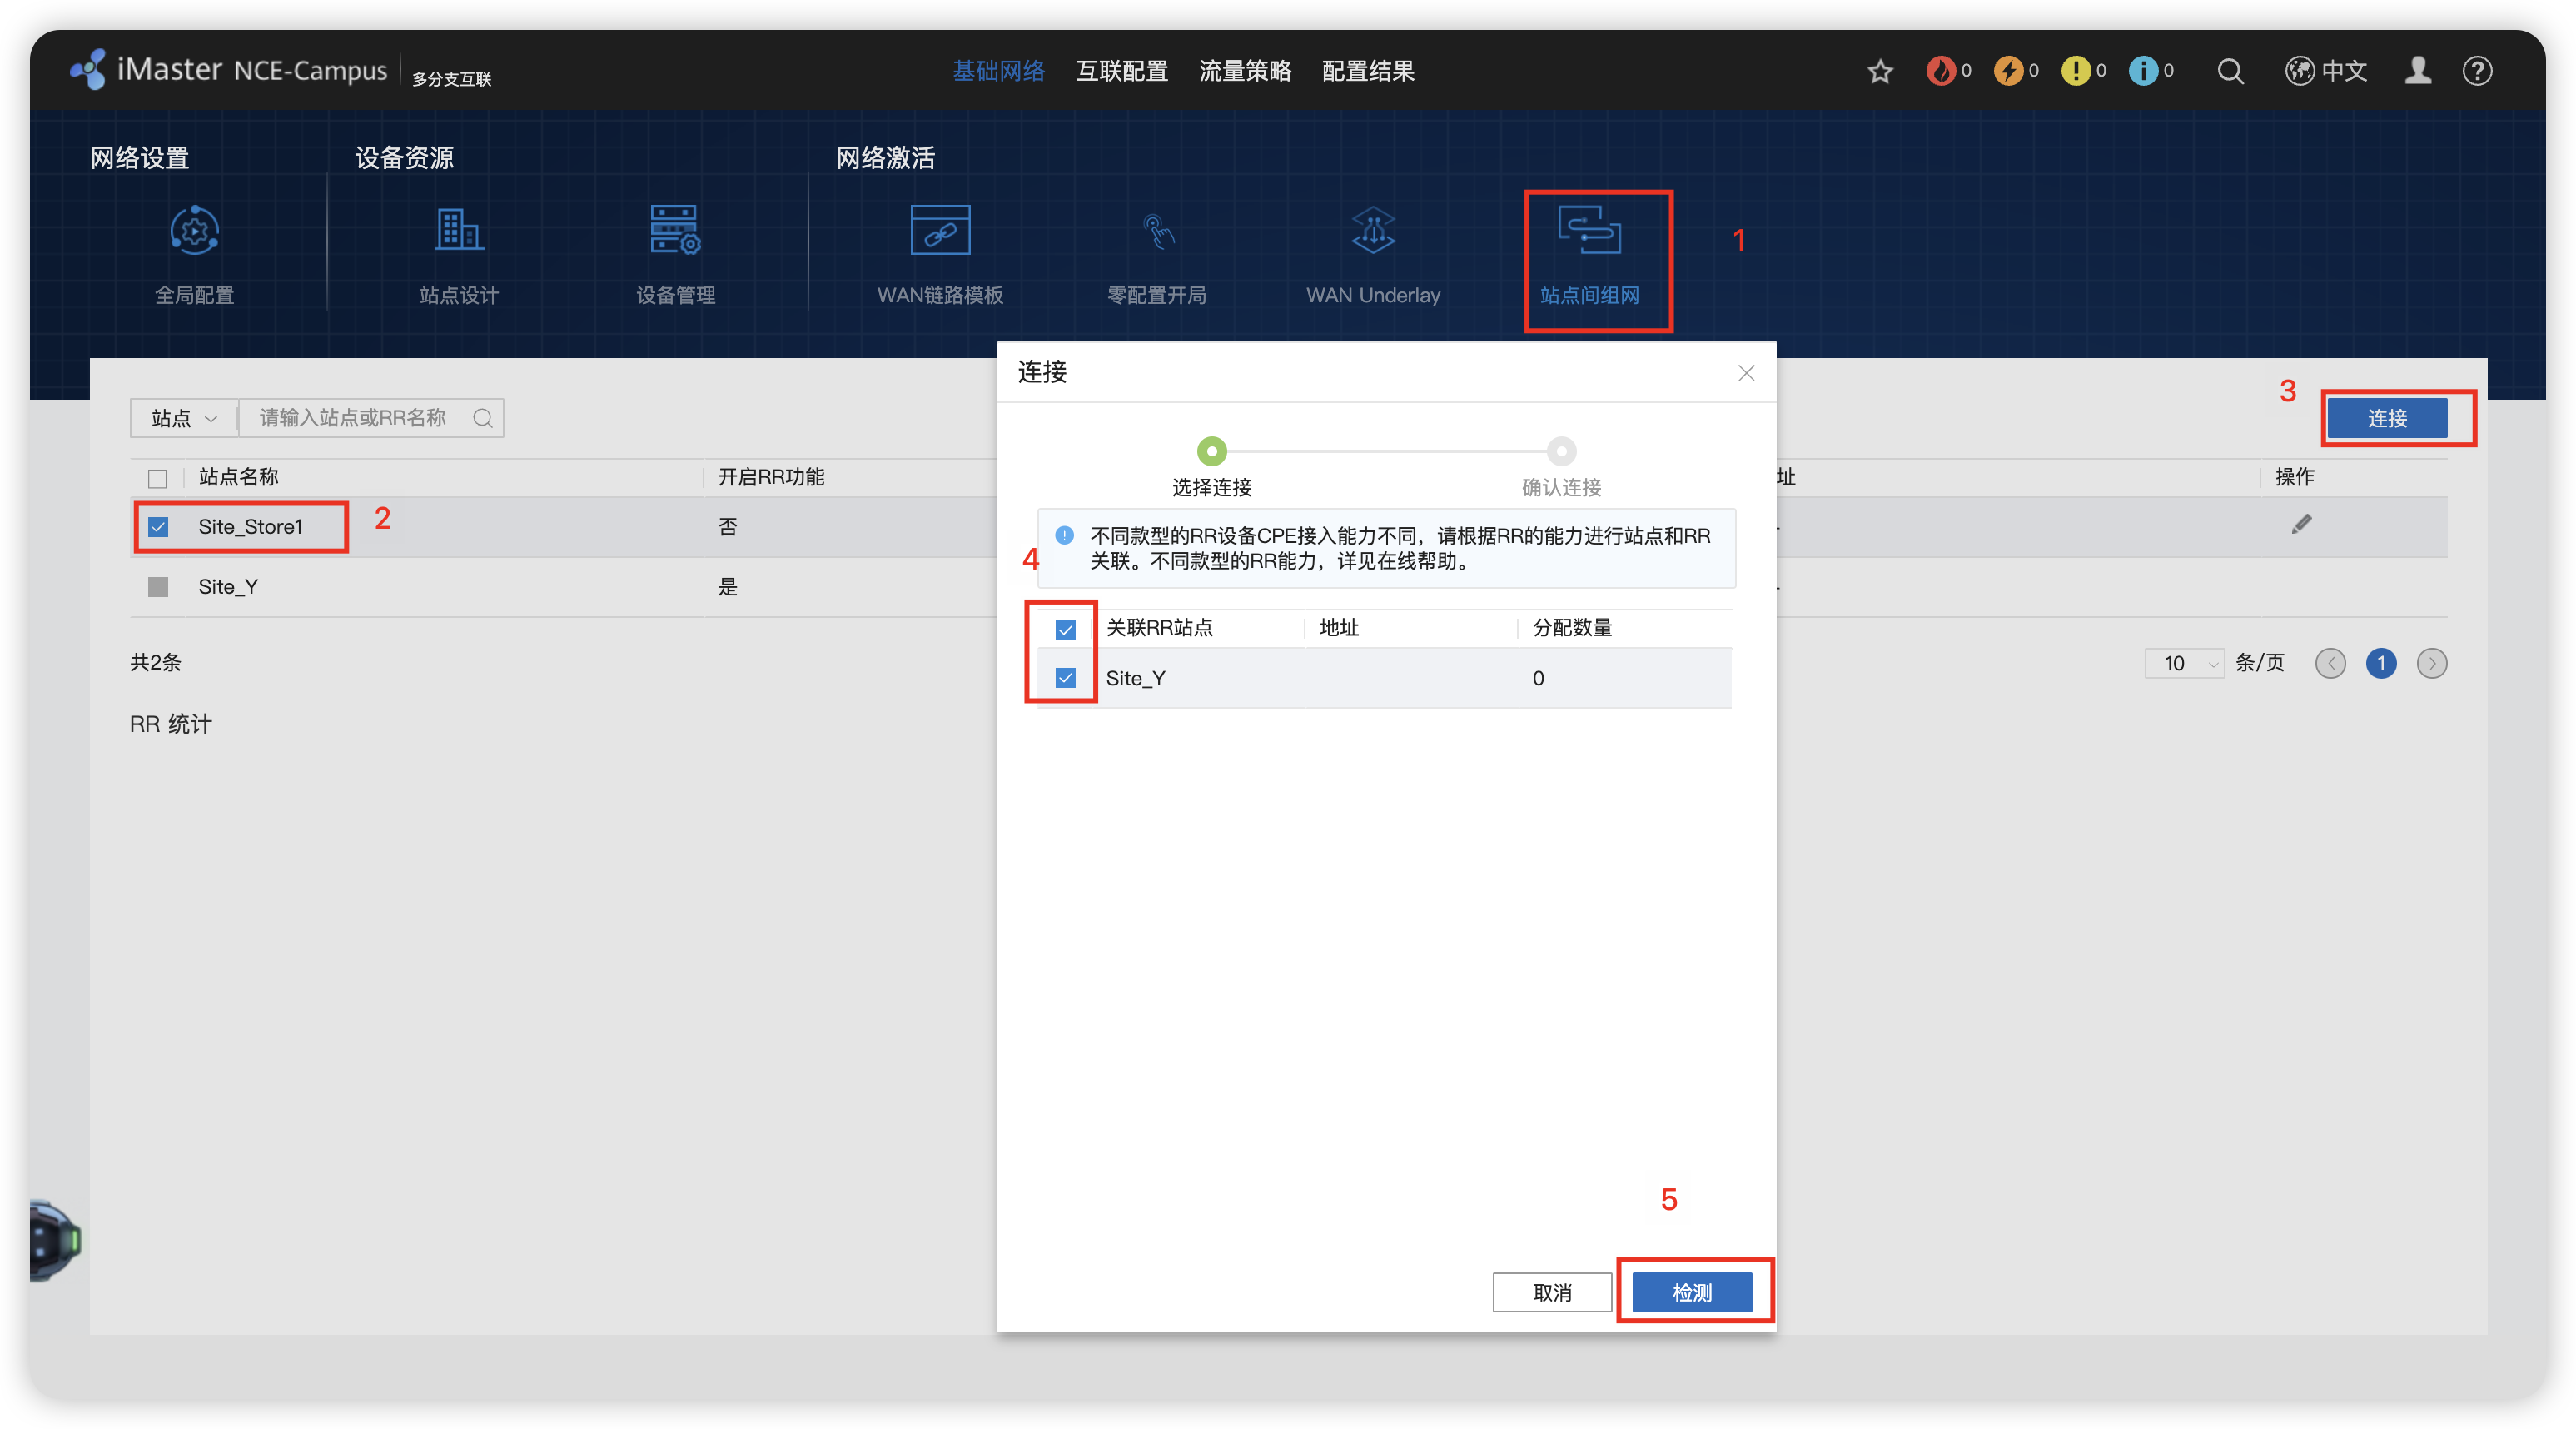 iMaster NCE-Campus 多分支互联 基础网络 互联配置 流量策略 配置结果 0 0 0 0 中文
网络设置 设备资源 网络激活
全局配置 站点设计 设备管理 WAN链路模板 零配置开局 WAN Underlay 站点间组网
1
连接
3
站点 请输入站点或RR名称 连接
站点名称 开启RR功能 址 操作
选择连接 确认连接
Site_Store1 2 否
不同款型的RR设备CPE接入能力不同，请根据RR的能力进行站点和RR
关联。不同款型的RR能力，详见在线帮助。
4
Site_Y 是
关联RR站点 地址 分配数量
Site_Y 0
共2条 10 条/页 1
RR 统计
5
取消 检测